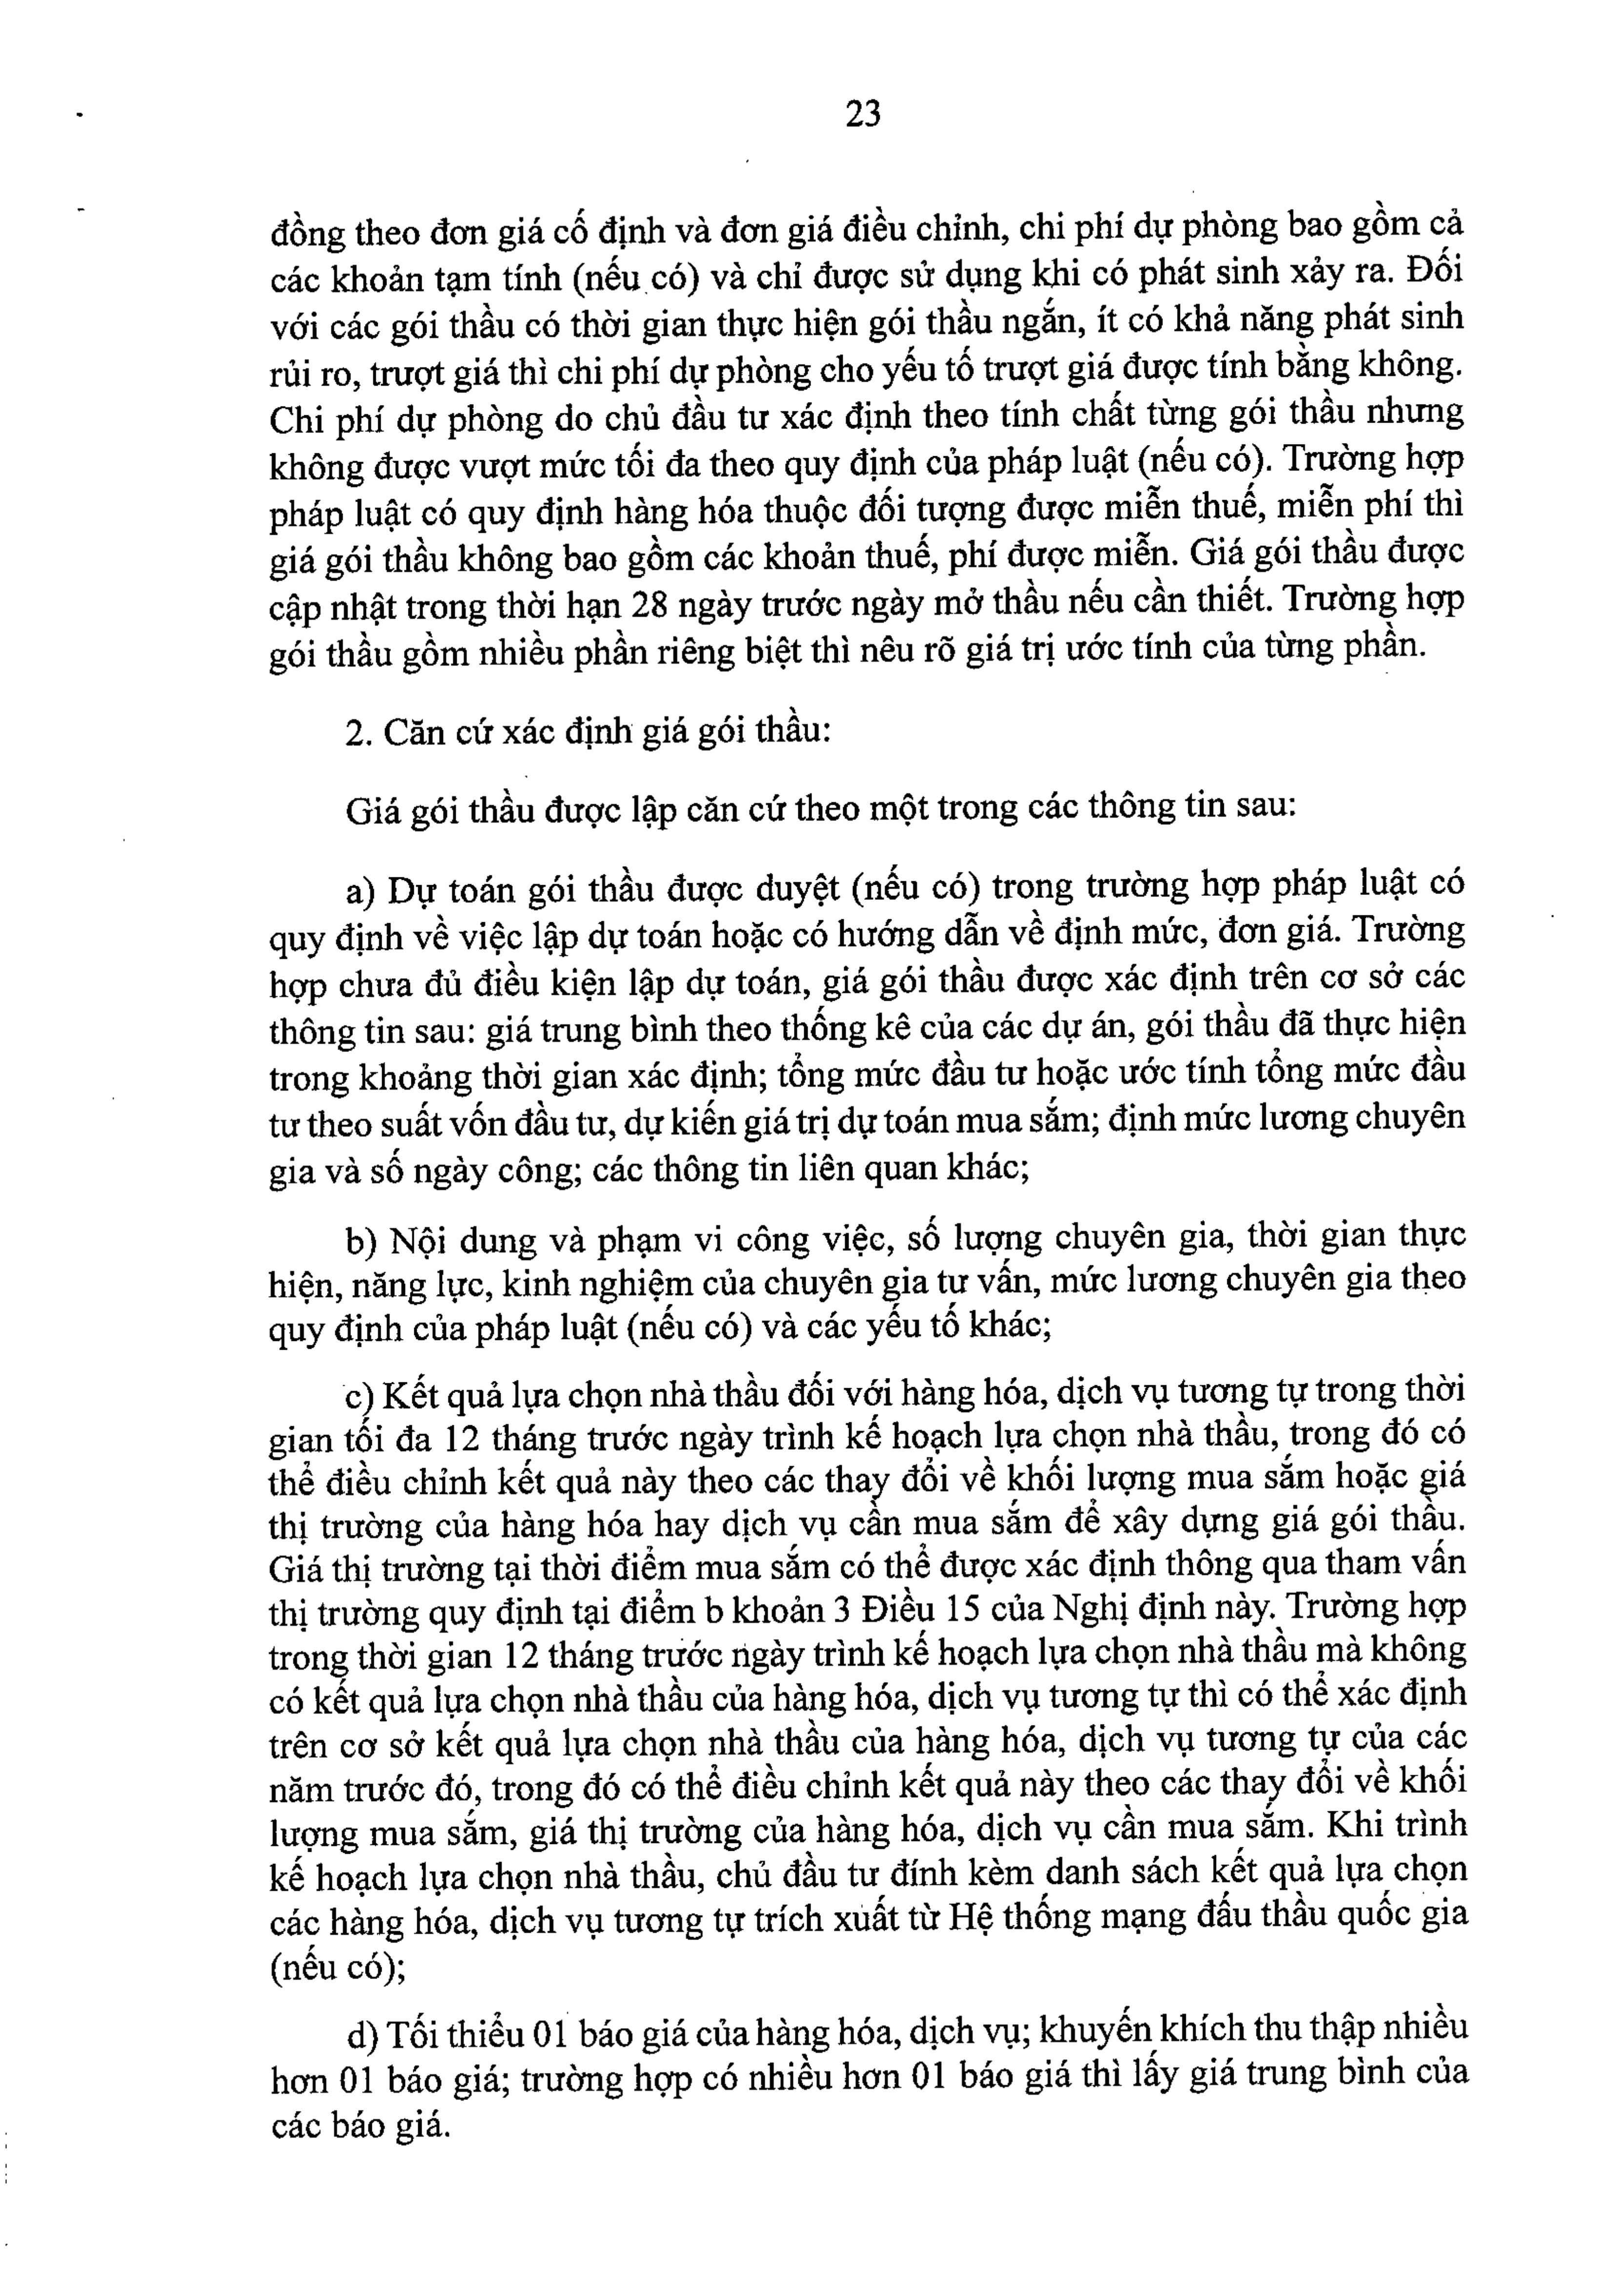 23
đồng theo đơn giá cố định và đơn giá điều chỉnh, chi phí dự phòng bao gồm cả
các khoản tạm tính (nếu có) và chỉ được sử dụng khi có phát sinh xảy ra. Đối
với các gói thầu có thời gian thực hiện gói thầu ngắn, ít có khả năng phát sinh
rủi ro, trượt giá thì chi phí dự phòng cho yếu tố trượt giá được tính bằng không.
Chi phí dự phòng do chủ đầu tư xác định theo tính chất từng gói thầu nhưng
không được vượt mức tối đa theo quy định của pháp luật (nếu có). Trường hợp
pháp luật có quy định hàng hóa thuộc đối tượng được miễn thuế, miễn phí thì
giá gói thầu không bao gồm các khoản thuế, phí được miễn. Giá gói thầu được
cập nhật trong thời hạn 28 ngày trước ngày mở thầu nếu cần thiết. Trường hợp
gói thầu gồm nhiều phần riêng biệt thì nêu rõ giá trị ước tính của từng phần.
2. Căn cứ xác định giá gói thầu:
Giá gói thầu được lập căn cứ theo một trong các thông tin sau:
a) Dự toán gói thầu được duyệt (nếu có) trong trường hợp pháp luật có
quy định về việc lập dự toán hoặc có hướng dẫn về định mức, đơn giá. Trường
hợp chưa đủ điều kiện lập dự toán, giá gói thầu được xác định trên cơ sở các
thông tin sau: giá trung bình theo thống kê của các dự án, gói thầu đã thực hiện
trong khoảng thời gian xác định; tổng mức đầu tư hoặc ước tính tổng mức đầu
tư theo suất vốn đầu tư, dự kiến giá trị dự toán mua sắm; định mức lương chuyên
gia và số ngày công; các thông tin liên quan khác;
b) Nội dung và phạm vi công việc, số lượng chuyên gia, thời gian thực
hiện, năng lực, kinh nghiệm của chuyên gia tư vấn, mức lương chuyên gia theo
quy định của pháp luật (nếu có) và các yếu tố khác;
c) Kết quả lựa chọn nhà thầu đối với hàng hóa, dịch vụ tương tự trong thời
gian tối đa 12 tháng trước ngày trình kế hoạch lựa chọn nhà thầu, trong đó có
thể điều chỉnh kết quả này theo các thay đổi về khối lượng mua sắm hoặc giá
thị trường của hàng hóa hay dịch vụ cần mua sắm để xây dựng giá gói thầu.
Giá thị trường tại thời điểm mua sắm có thể được xác định thông qua tham vấn
thị trường quy định tại điểm b khoản 3 Điều 15 của Nghị định này. Trường hợp
trong thời gian 12 tháng trước ngày trình kế hoạch lựa chọn nhà thầu mà không
có kết quả lựa chọn nhà thầu của hàng hóa, dịch vụ tương tự thì có thể xác định
trên cơ sở kết quả lựa chọn nhà thầu của hàng hóa, dịch vụ tương tự của các
năm trước đó, trong đó có thể điều chỉnh kết quả này theo các thay đổi về khối
lượng mua sắm, giá thị trường của hàng hóa, dịch vụ cần mua sắm. Khi trình
kế hoạch lựa chọn nhà thầu, chủ đầu tư đính kèm danh sách kết quả lựa chọn
các hàng hóa, dịch vụ tương tự trích xuất từ Hệ thống mạng đấu thầu quốc gia
(nếu có);
d) Tối thiểu 01 báo giá của hàng hóa, dịch vụ; khuyến khích thu thập nhiều
hơn 01 báo giá; trường hợp có nhiều hơn 01 báo giá thì lấy giá trung bình của
các báo giá.